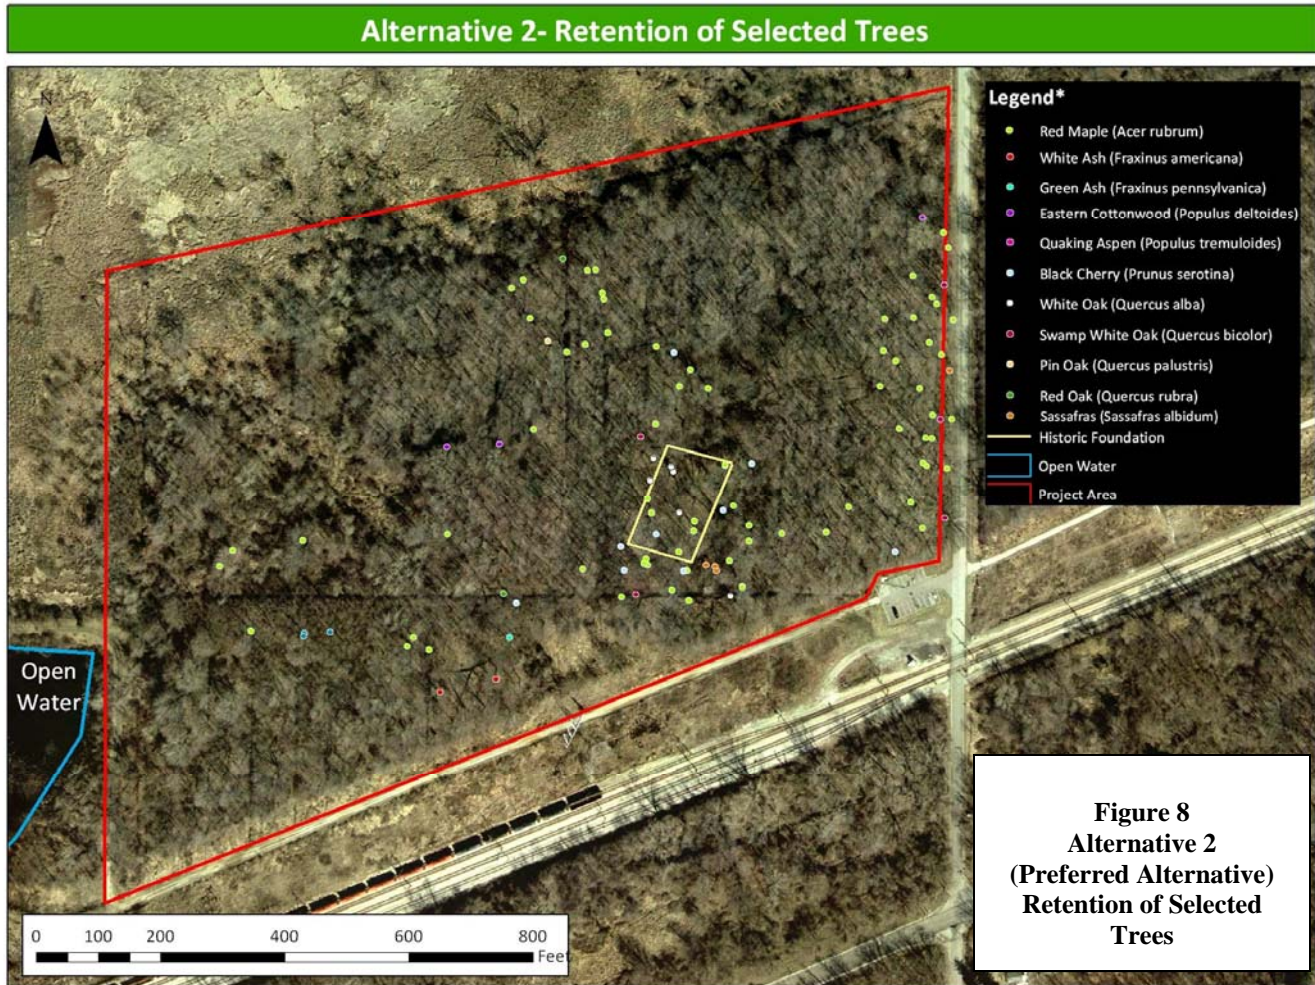 Alternative 2- Retention of Selected Trees
N
Legend*
Red Maple (Acer rubrum)
White Ash (Fraxinus americana)
Green Ash (Fraxinus pennsylvanica)
Eastern Cottonwood (Populus deltoides)
Quaking Aspen (Populus tremuloides)
Black Cherry (Prunus serotina)
White Oak (Quercus alba)
Swamp White Oak (Quercus bicolor)
Pin Oak (Quercus palustris)
Red Oak (Quercus rubra)
Sassafras (Sassafras albidum)
Historic Foundation
Open Water
Project Area
Open
Water
0 100 200 400 600 800
Feet
Figure 8
Alternative 2
(Preferred Alternative)
Retention of Selected
Trees